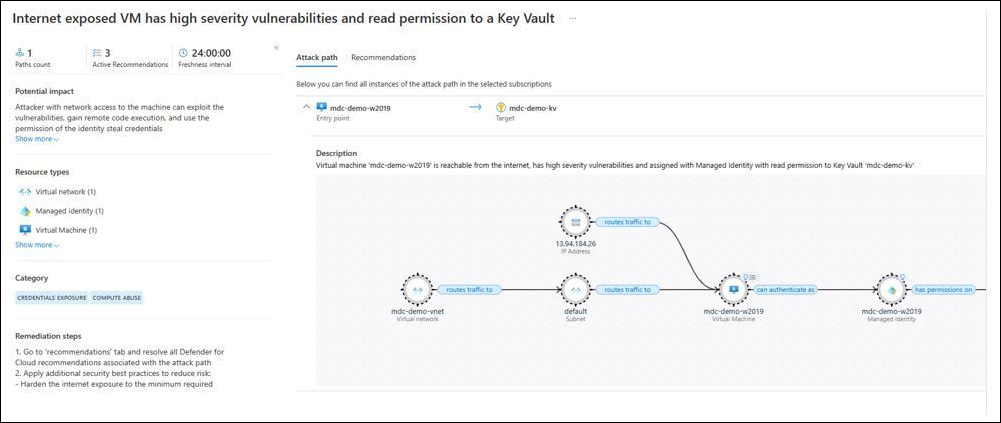 Internet exposed VM has high severity vulnerabilities and read permission to a Key Vault ...
1
Paths count
3
Active Recommendations
24:00:00
Freshness interval
«
Potential impact
Attacker with network access to the machine can exploit the
vulnerabilities, gain remote code execution, and use the
permission of the identity steal credentials
Show more
Resource types
Virtual network (1)
Managed Identity (1)
Virtual Machine (1)
Show more
Category
CREDENTIALS EXPOSURE COMPUTE ABUSE
Remediation steps
1. Go to 'recommendations' tab and resolve all Defender for
Cloud recommendations associated with the attack path
2. Apply additional security best practices to reduce risk:
- Harden the internet exposure to the minimum required
Attack path Recommendations
Below you can find all instances of the attack path in the selected subscriptions
mdc-demo-w2019
Entry point
mdc-demo-kv
Target
Description
Virtual machine 'mdc-demo-w2019' is reachable from the internet, has high severity vulnerabilities and assigned with Managed Identity with read permission to Key Vault 'mdc-demo-kv'
routes traffic to
13.94.184.26
IP Address
routes traffic to
routes traffic to
can authenticate as
has permissions on
mdc-demo-vnet
Virtual network
default
Subnet
mdc-demo-w2019
Virtual Machine
mdc-demo-w2019
Managed Identity